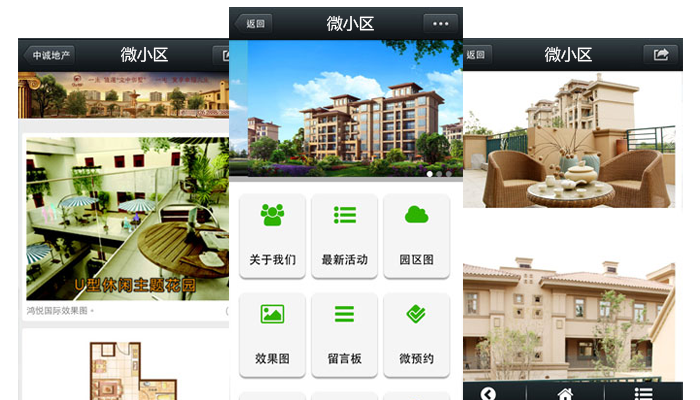 中诚地产
微小区
U型休闲主题花园
鸿悦国际效果图
返回
微小区
关于我们
最新活动
园区图
效果图
留言板
微预约
返回
微小区